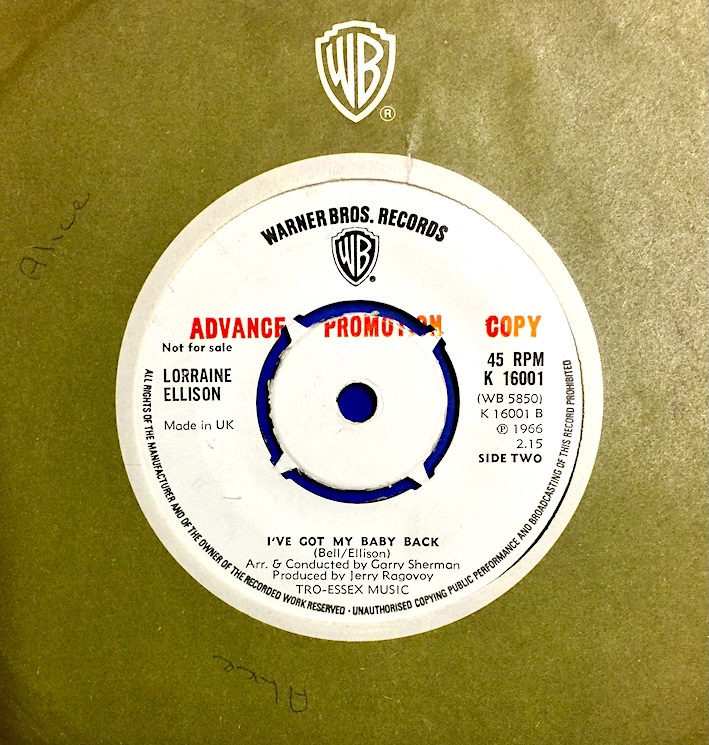 WB
®
WARNER BROS. RECORDS
WB
®
ADVANCE PROMOTION COPY
Not for sale
LORRAINE
ELLISON
Made in UK
45 RPM
K 16001
(WB 5850)
K 16001 B
℗ 1966
2.15
SIDE TWO
I'VE GOT MY BABY BACK
(Bell/Ellison)
Arr. & Conducted by Garry Sherman
Produced by Jerry Ragovoy
TRO-ESSEX MUSIC
ALL RIGHTS OF THE MANUFACTURER AND OF THE OWNER OF THE RECORDED WORK RESERVED · UNAUTHORISED COPYING PUBLIC PERFORMANCE AND BROADCASTING OF THIS RECORD PROHIBITED
Alice
Alice